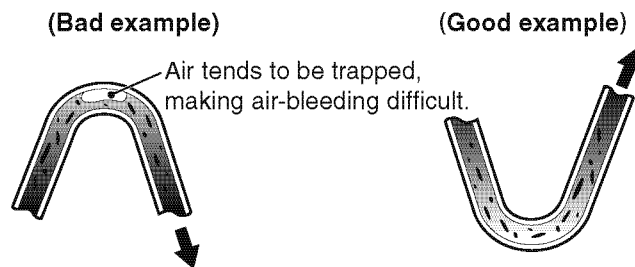 (Bad example)
(Good example)
Air tends to be trapped,
making air-bleeding difficult.